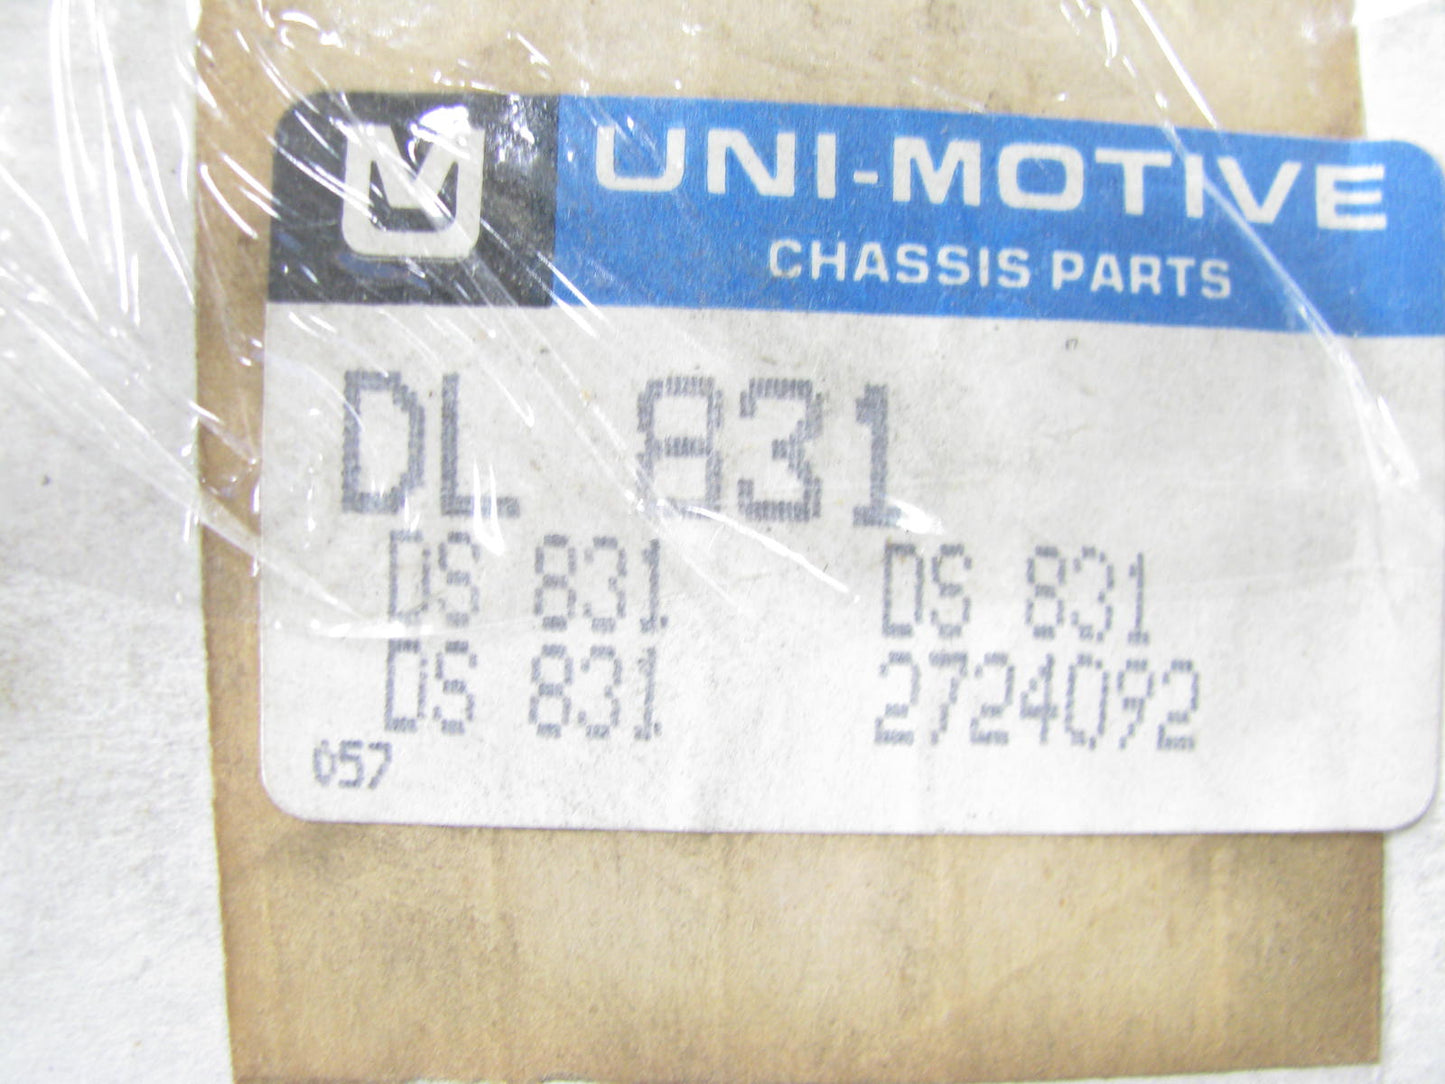 UNI-MOTIVE
CHASSIS PARTS
DL 831
DS 831 DS 831
DS 831 2724092
057